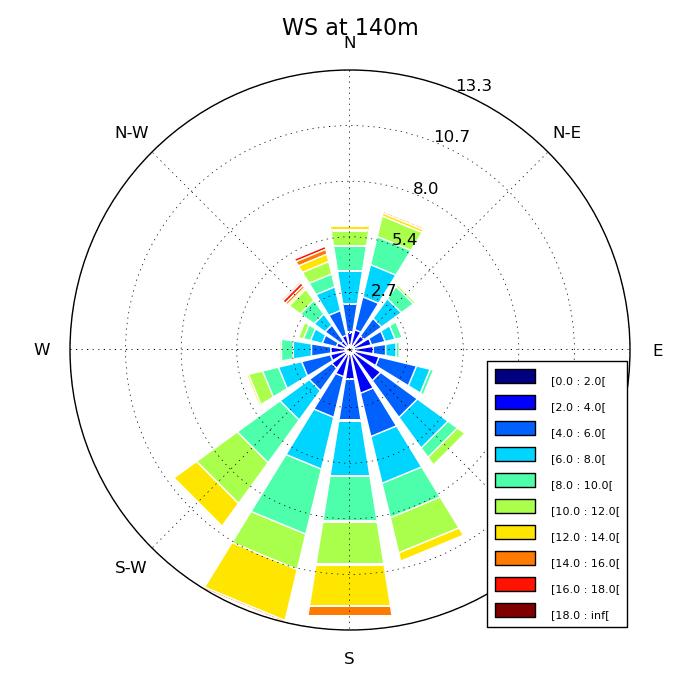 WS at 140m
N
13.3
N-W
N-E
10.7
8.0
5.4
2.7
W
E
[0.0 : 2.0[
[2.0 : 4.0[
[4.0 : 6.0[
[6.0 : 8.0[
[8.0 : 10.0[
[10.0 : 12.0[
[12.0 : 14.0[
[14.0 : 16.0[
[16.0 : 18.0[
[18.0 : inf[
S-W
S